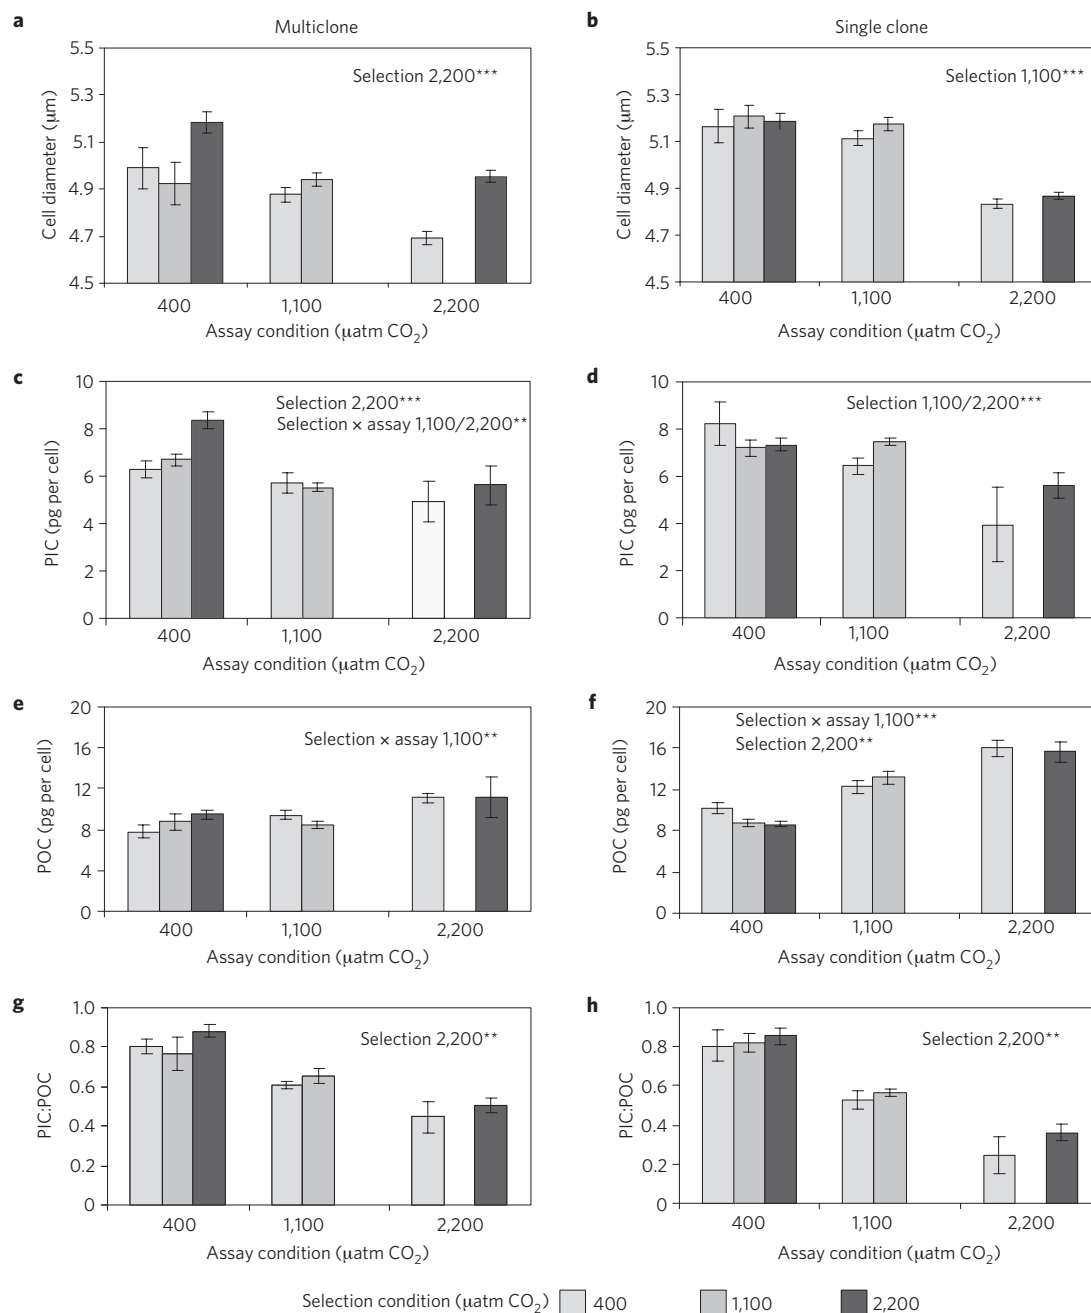 a
Multiclone
5.5
5.3
5.1
4.9
4.7
4.5
Cell diameter (μm)
Selection 2,200***
400 1,100 2,200
Assay condition (μatm CO₂)
b
Single clone
5.5
5.3
5.1
4.9
4.7
4.5
Cell diameter (μm)
Selection 1,100***
400 1,100 2,200
Assay condition (μatm CO₂)
c
10
8
6
4
2
0
PIC (pg per cell)
Selection 2,200***
Selection × assay 1,100/2,200**
400 1,100 2,200
Assay condition (μatm CO₂)
d
10
8
6
4
2
0
PIC (pg per cell)
Selection 1,100/2,200***
400 1,100 2,200
Assay condition (μatm CO₂)
e
20
16
12
8
4
0
POC (pg per cell)
Selection × assay 1,100**
400 1,100 2,200
Assay condition (μatm CO₂)
f
20
16
12
8
4
0
POC (pg per cell)
Selection × assay 1,100***
Selection 2,200**
400 1,100 2,200
Assay condition (μatm CO₂)
g
1.0
0.8
0.6
0.4
0.2
0
PIC:POC
Selection 2,200**
400 1,100 2,200
Assay condition (μatm CO₂)
h
1.0
0.8
0.6
0.4
0.2
0
PIC:POC
Selection 2,200**
400 1,100 2,200
Assay condition (μatm CO₂)
Selection condition (μatm CO₂) 400 1,100 2,200